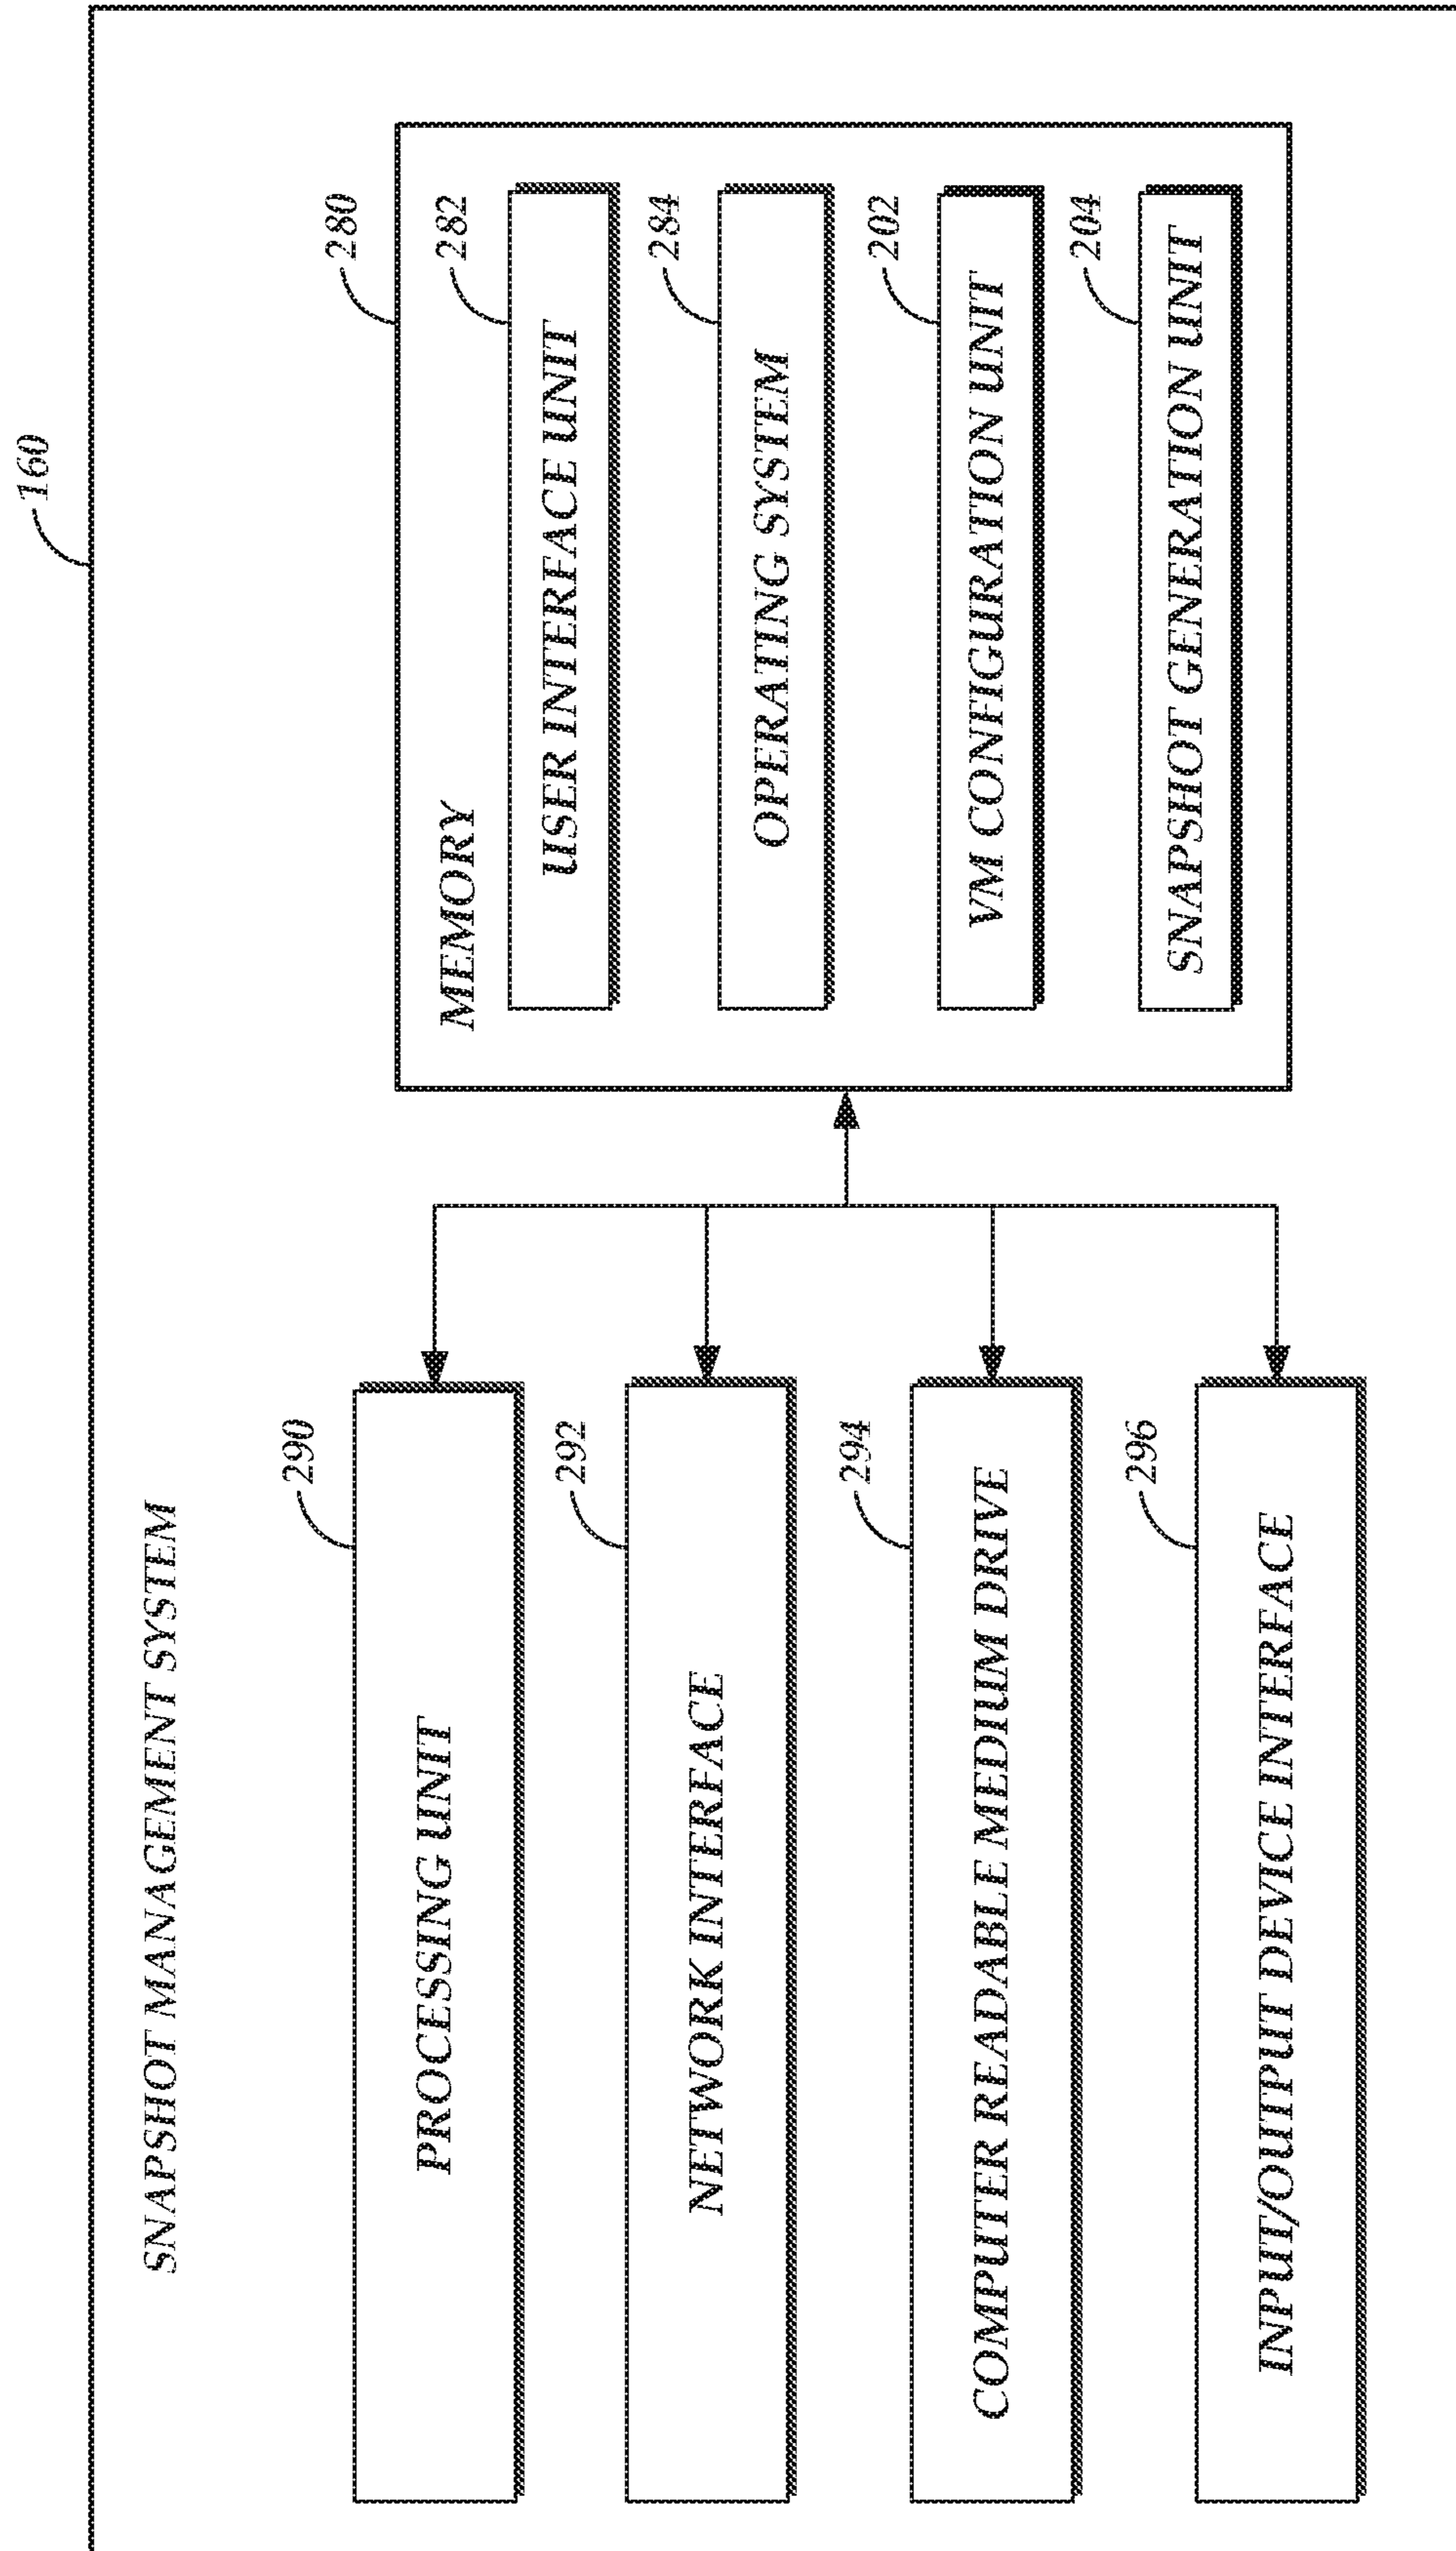 160
SNAPSHOT MANAGEMENT SYSTEM
290
PROCESSING UNIT
292
NETWORK INTERFACE
294
COMPUTER READABLE MEDIUM DRIVE
296
INPUT/OUTPUT DEVICE INTERFACE
280
MEMORY
282
USER INTERFACE UNIT
284
OPERATING SYSTEM
202
VM CONFIGURATION UNIT
204
SNAPSHOT GENERATION UNIT